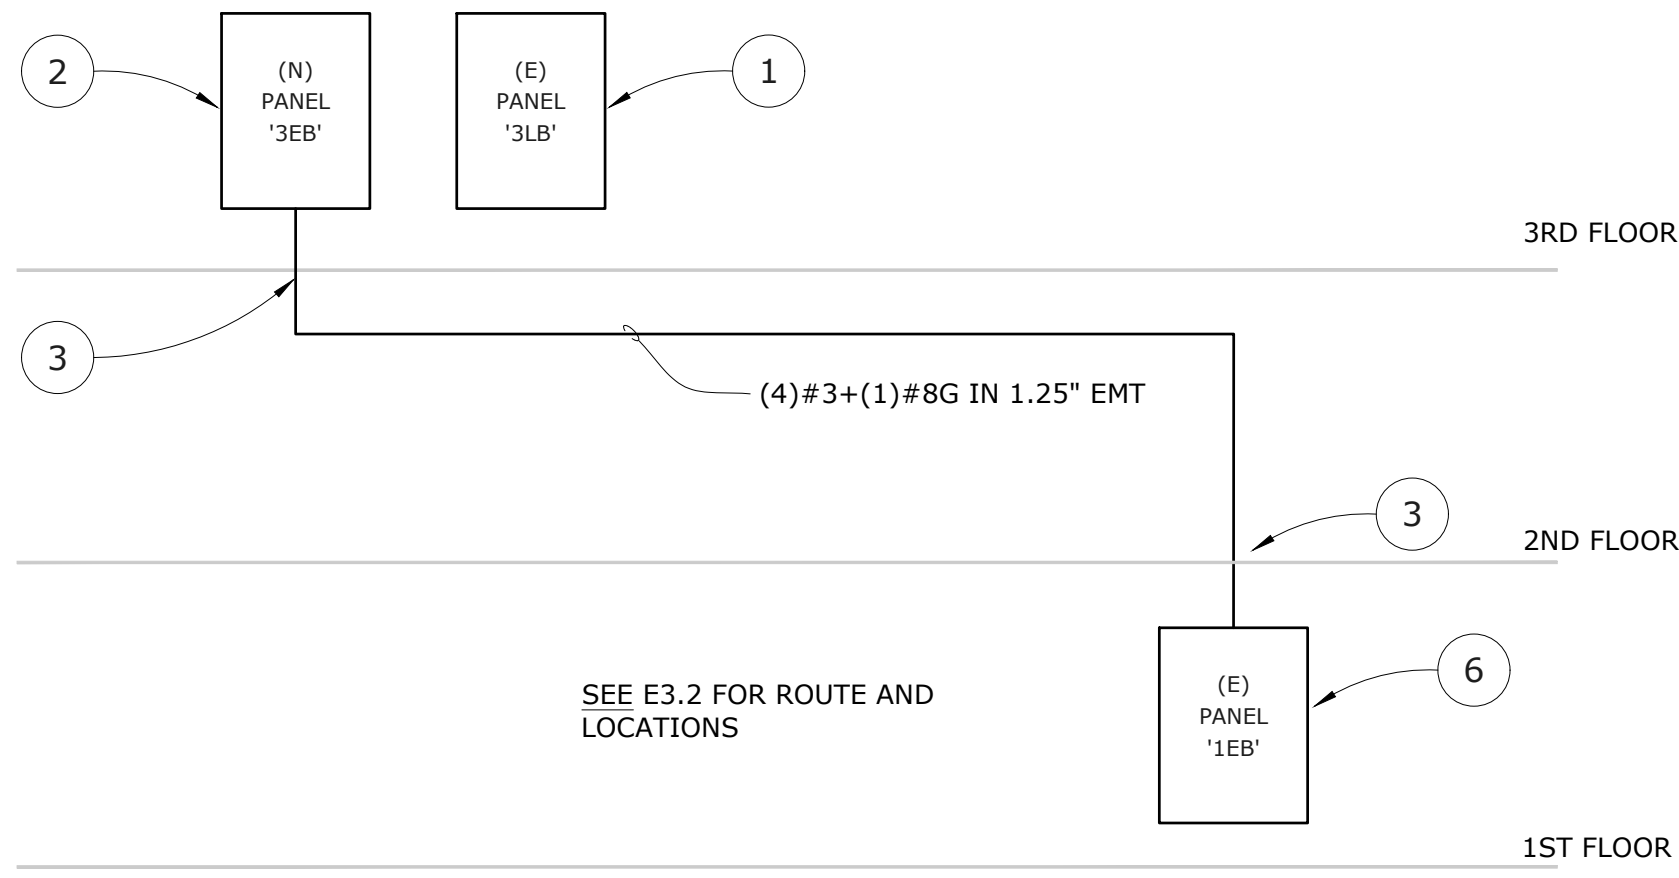 2
(N)
PANEL
'3EB'
(E)
PANEL
'3LB'
1
3RD FLOOR
3
(4)#3+(1)#8G IN 1.25" EMT
3
2ND FLOOR
SEE E3.2 FOR ROUTE AND
LOCATIONS
(E)
PANEL
'1EB'
6
1ST FLOOR